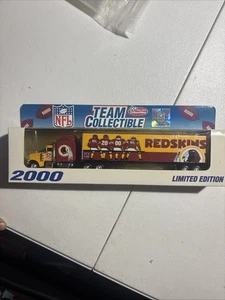 NFL
TEAM
COLLECTIBLE
REDSKINS
20 00
2000
LIMITED EDITION